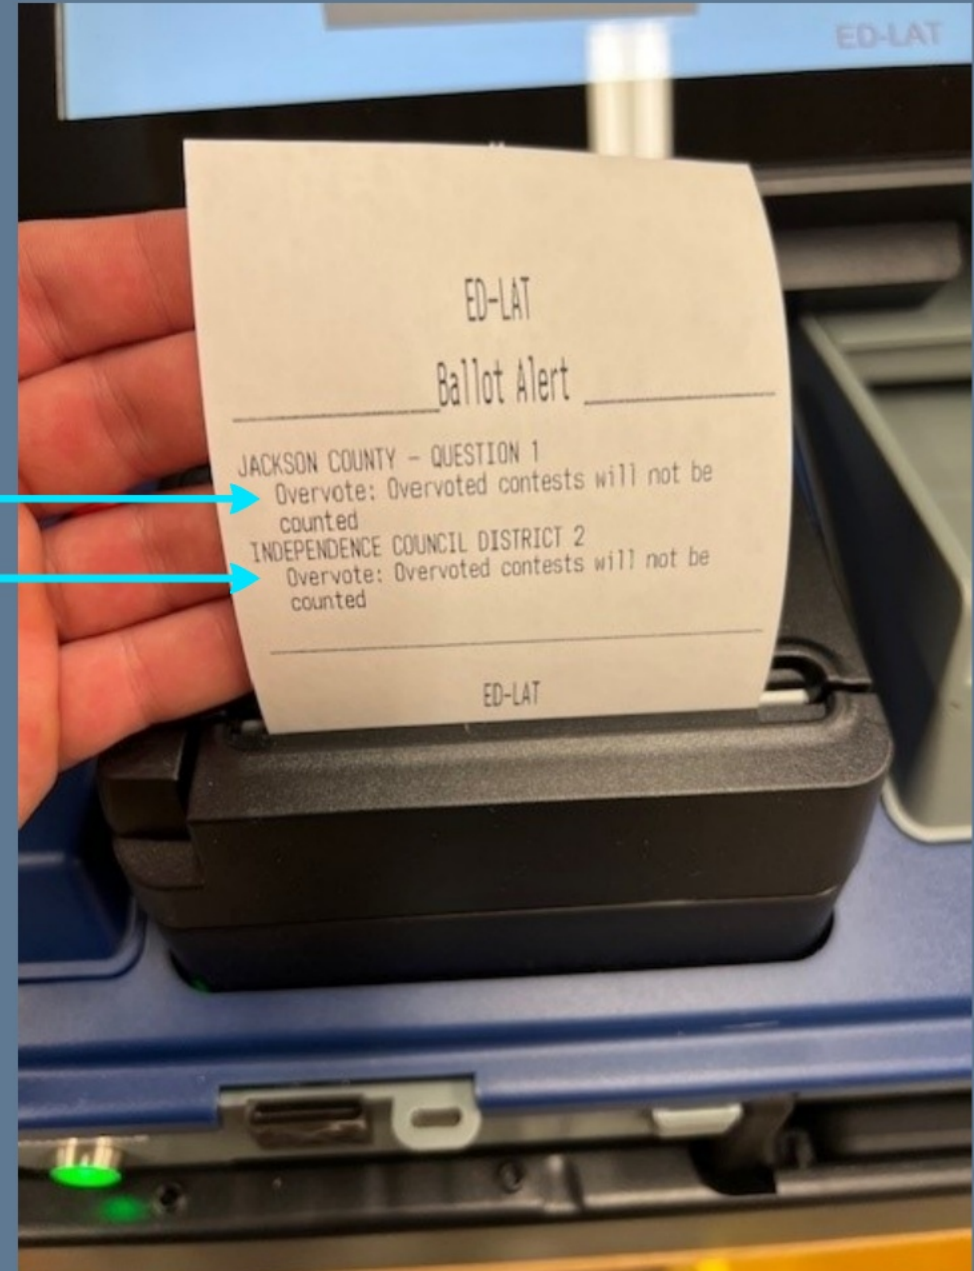 ED-LAT
ED-LAT
Ballot Alert
JACKSON COUNTY - QUESTION 1
Overvote: Overvoted contests will not be
counted
INDEPENDENCE COUNCIL DISTRICT 2
Overvote: Overvoted contests will not be
counted
ED-LAT